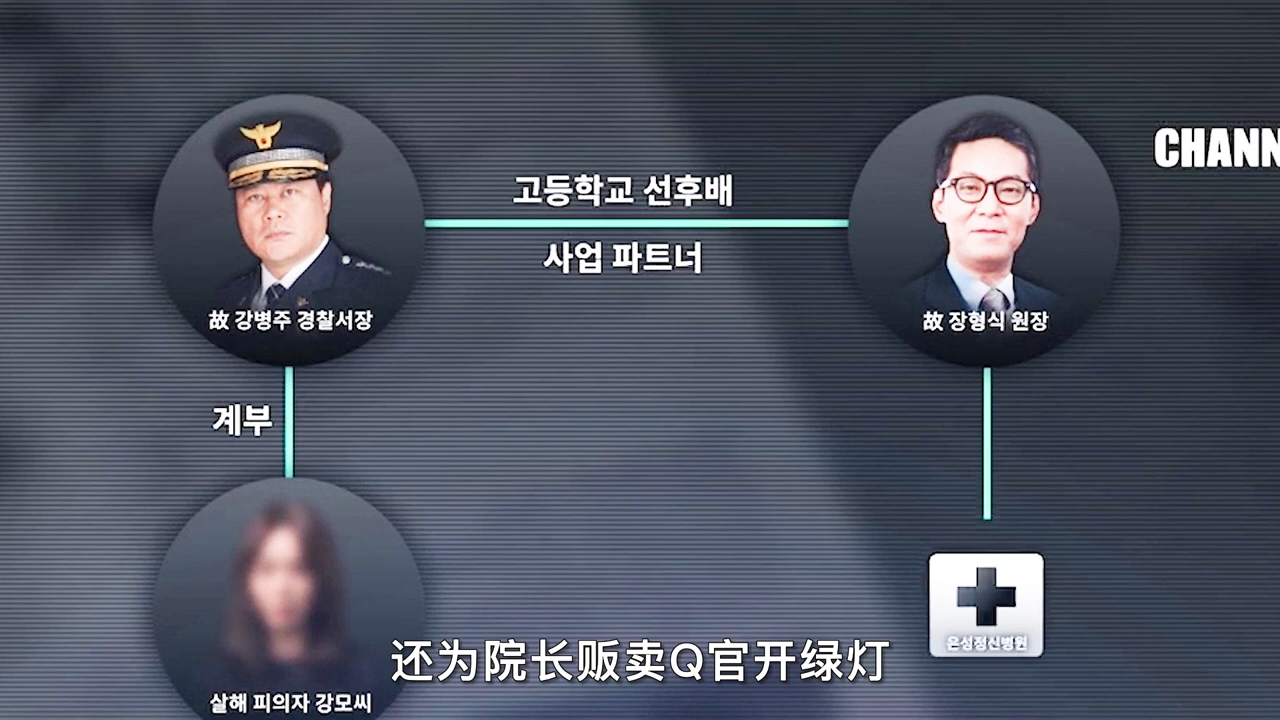 CHANN
고등학교 선후배
사업 파트너
故 강병주 경찰서장
故 장형식 원장
계부
은성정신병원
还为院长贩卖Q官开绿灯
살해 피의자 강모씨